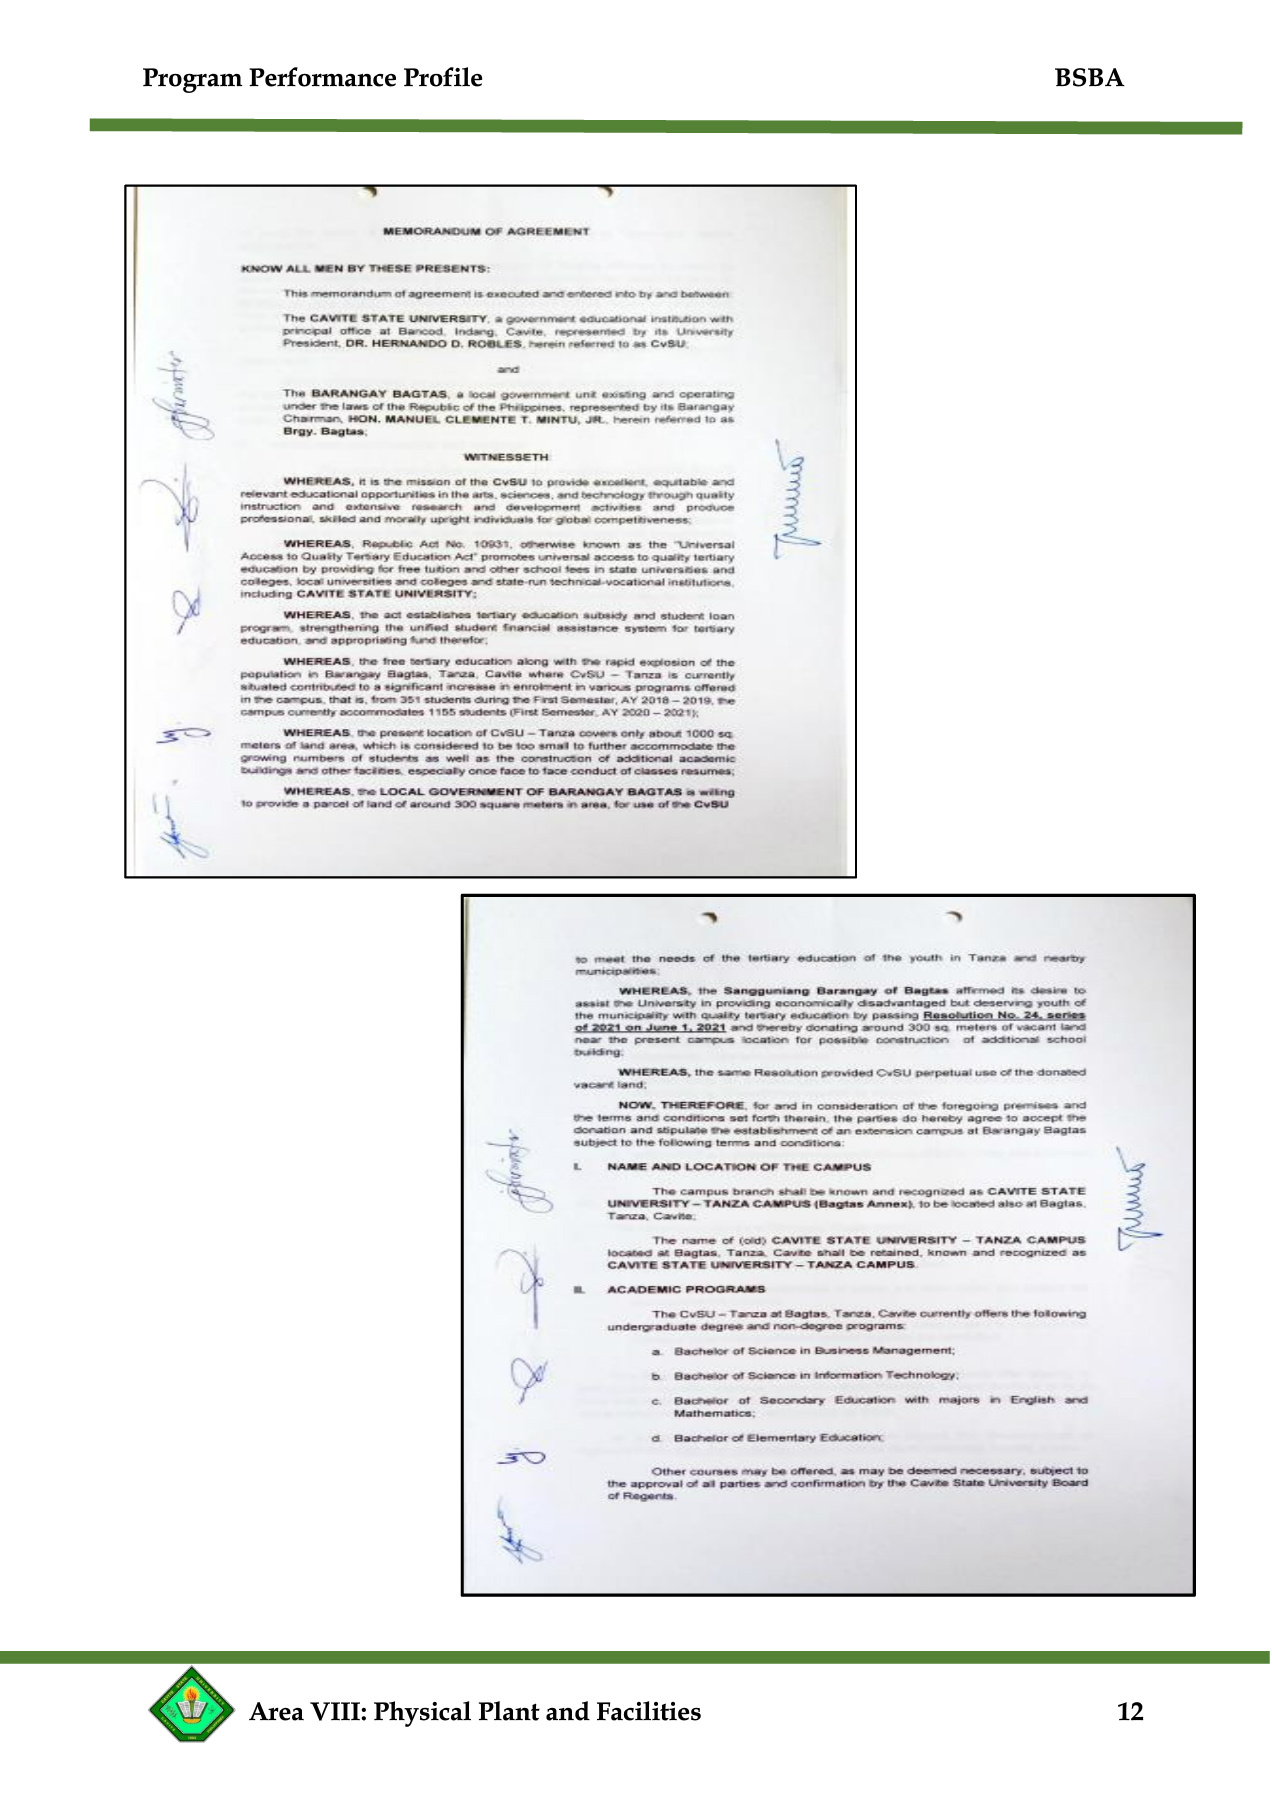 Program Performance Profile BSBA
MEMORANDUM OF AGREEMENT
KNOW ALL MEN BY THESE PRESENTS:
This memorandum of agreement is executed and entered into by and between:
The CAVITE STATE UNIVERSITY, a government educational institution with
principal office at Bancod, Indang, Cavite, represented by its University
President, DR. HERNANDO D. ROBLES, herein referred to as CvSU;
and
The BARANGAY BAGTAS, a local government unit existing and operating
under the laws of the Republic of the Philippines, represented by its Barangay
Chairman, HON. MANUEL CLEMENTE T. MINTU, JR., herein referred to as
Brgy. Bagtas;
WITNESSETH
WHEREAS, it is the mission of the CvSU to provide excellent, equitable and
relevant educational opportunities in the arts, sciences, and technology through quality
instruction and extensive research and development activities and produce
professional, skilled and morally upright individuals for global competitiveness;
WHEREAS, Republic Act No. 10931, otherwise known as the "Universal
Access to Quality Tertiary Education Act" promotes universal access to quality tertiary
education by providing for free tuition and other school fees in state universities and
colleges, local universities and colleges and state-run technical-vocational institutions,
including CAVITE STATE UNIVERSITY;
WHEREAS, the act establishes tertiary education subsidy and student loan
program, strengthening the unified student financial assistance system for tertiary
education, and appropriating fund therefor;
WHEREAS, the free tertiary education along with the rapid explosion of the
population in Barangay Bagtas, Tanza, Cavite where CvSU – Tanza is currently
situated contributed to a significant increase in enrolment in various programs offered
in the campus, that is, from 351 students during the First Semester, AY 2018 – 2019, the
campus currently accommodates 1155 students (First Semester, AY 2020 – 2021);
WHEREAS, the present location of CvSU – Tanza covers only about 1000 sq.
meters of land area, which is considered to be too small to further accommodate the
growing numbers of students as well as the construction of additional academic
buildings and other facilities, especially once face to face conduct of classes resumes;
WHEREAS, the LOCAL GOVERNMENT OF BARANGAY BAGTAS is willing
to provide a parcel of land of around 300 square meters in area, for use of the CvSU
to meet the needs of the tertiary education of the youth in Tanza and nearby
municipalities;
WHEREAS, the Sangguniang Barangay of Bagtas affirmed its desire to
assist the University in providing economically disadvantaged but deserving youth of
the municipality with quality tertiary education by passing Resolution No. 24, series
of 2021 on June 1, 2021 and thereby donating around 300 sq. meters of vacant land
near the present campus location for possible construction of additional school
building;
WHEREAS, the same Resolution provided CvSU perpetual use of the donated
vacant land;
NOW, THEREFORE, for and in consideration of the foregoing premises and
the terms and conditions set forth therein, the parties do hereby agree to accept the
donation and stipulate the establishment of an extension campus at Barangay Bagtas
subject to the following terms and conditions:
I. NAME AND LOCATION OF THE CAMPUS
The campus branch shall be known and recognized as CAVITE STATE
UNIVERSITY – TANZA CAMPUS (Bagtas Annex), to be located also at Bagtas,
Tanza, Cavite;
The name of (old) CAVITE STATE UNIVERSITY – TANZA CAMPUS
located at Bagtas, Tanza, Cavite shall be retained, known and recognized as
CAVITE STATE UNIVERSITY – TANZA CAMPUS.
II. ACADEMIC PROGRAMS
The CvSU – Tanza at Bagtas, Tanza, Cavite currently offers the following
undergraduate degree and non-degree programs:
a. Bachelor of Science in Business Management;
b. Bachelor of Science in Information Technology;
c. Bachelor of Secondary Education with majors in English and
Mathematics;
d. Bachelor of Elementary Education;
Other courses may be offered, as may be deemed necessary, subject to
the approval of all parties and confirmation by the Cavite State University Board
of Regents.
Area VIII: Physical Plant and Facilities 12